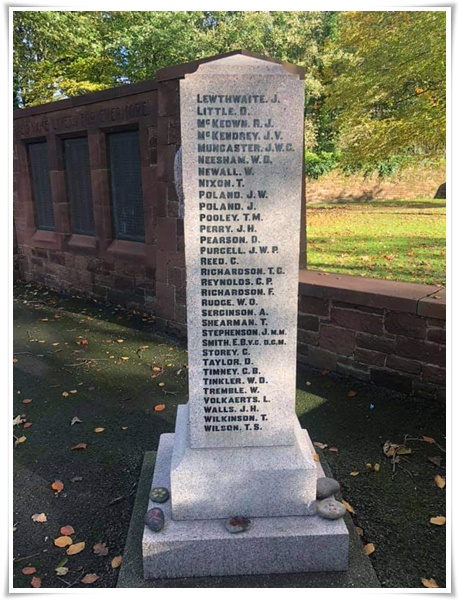 LEWTHWAITE. J.
LITTLE. D.
McKEOWN. R.J.
McKENDREY. J.V.
MUNCASTER. J.W.C.
NEESHAM. W.D.
NEWALL. W.
NIXON. T.
POLAND. J.W.
POLAND. J.
POOLEY. T.M.
PERRY. J.H.
PEARSON. D.
PURCELL. J.W.P.
REED. C.
RICHARDSON. T.G.
REYNOLDS. C.P.
RICHARDSON. F.
RUDGE. W.O.
SERGINSON. A.
SHEARMAN. T.
STEPHENSON. J. M.M.
SMITH. E.B. V.C. D.C.M.
STOREY. C.
TAYLOR. D.
TIMNEY. C.B.
TINKLER. W.D.
TREMBLE. W.
VOLKAERTS. L.
WALLS. J.H.
WILKINSON. T.
WILSON. T.S.
EVERMORE